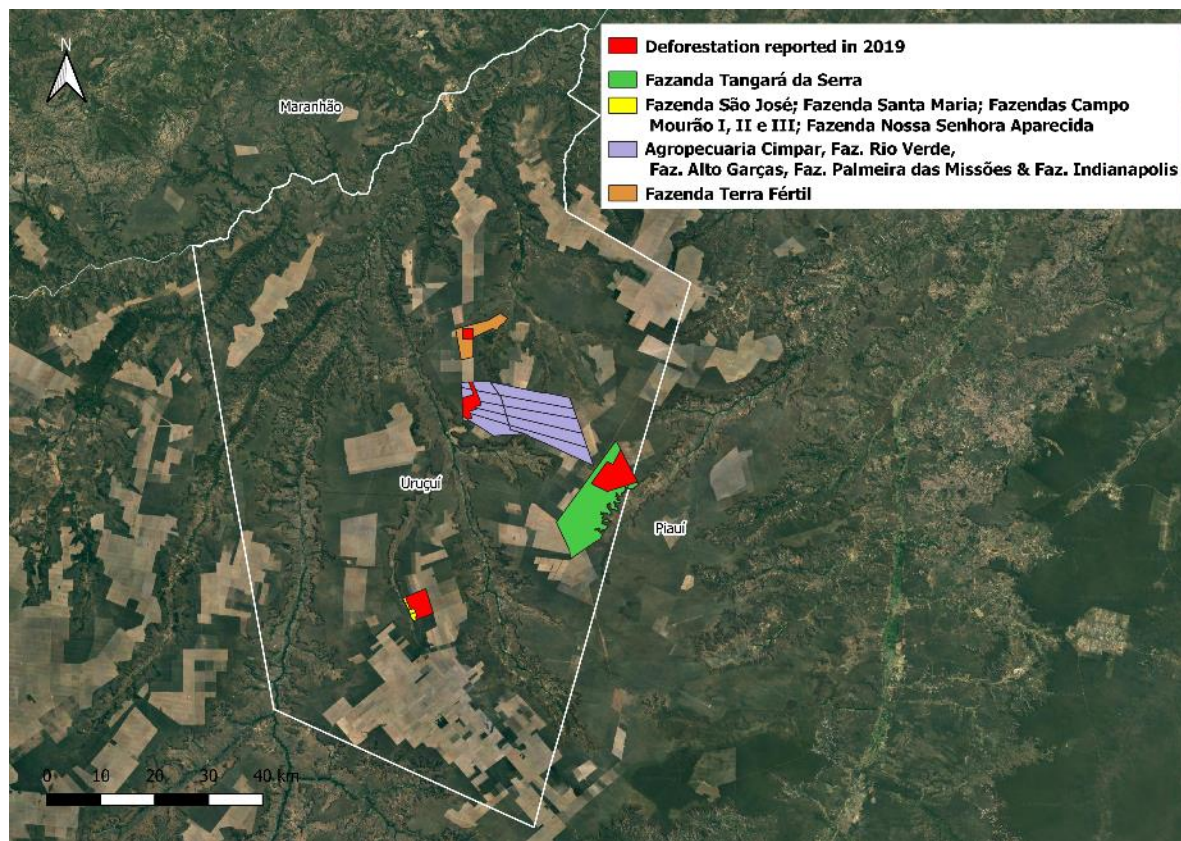 N
Maranhão
Deforestation reported in 2019
Fazanda Tangará da Serra
Fazenda São José; Fazenda Santa Maria; Fazendas Campo
Mourão I, II e III; Fazenda Nossa Senhora Aparecida
Agropecuaria Cimpar, Faz. Rio Verde,
Faz. Alto Garças, Faz. Palmeira das Missões & Faz. Indianapolis
Fazenda Terra Fértil
Uruçuí
Piauí
0 10 20 30 40 km